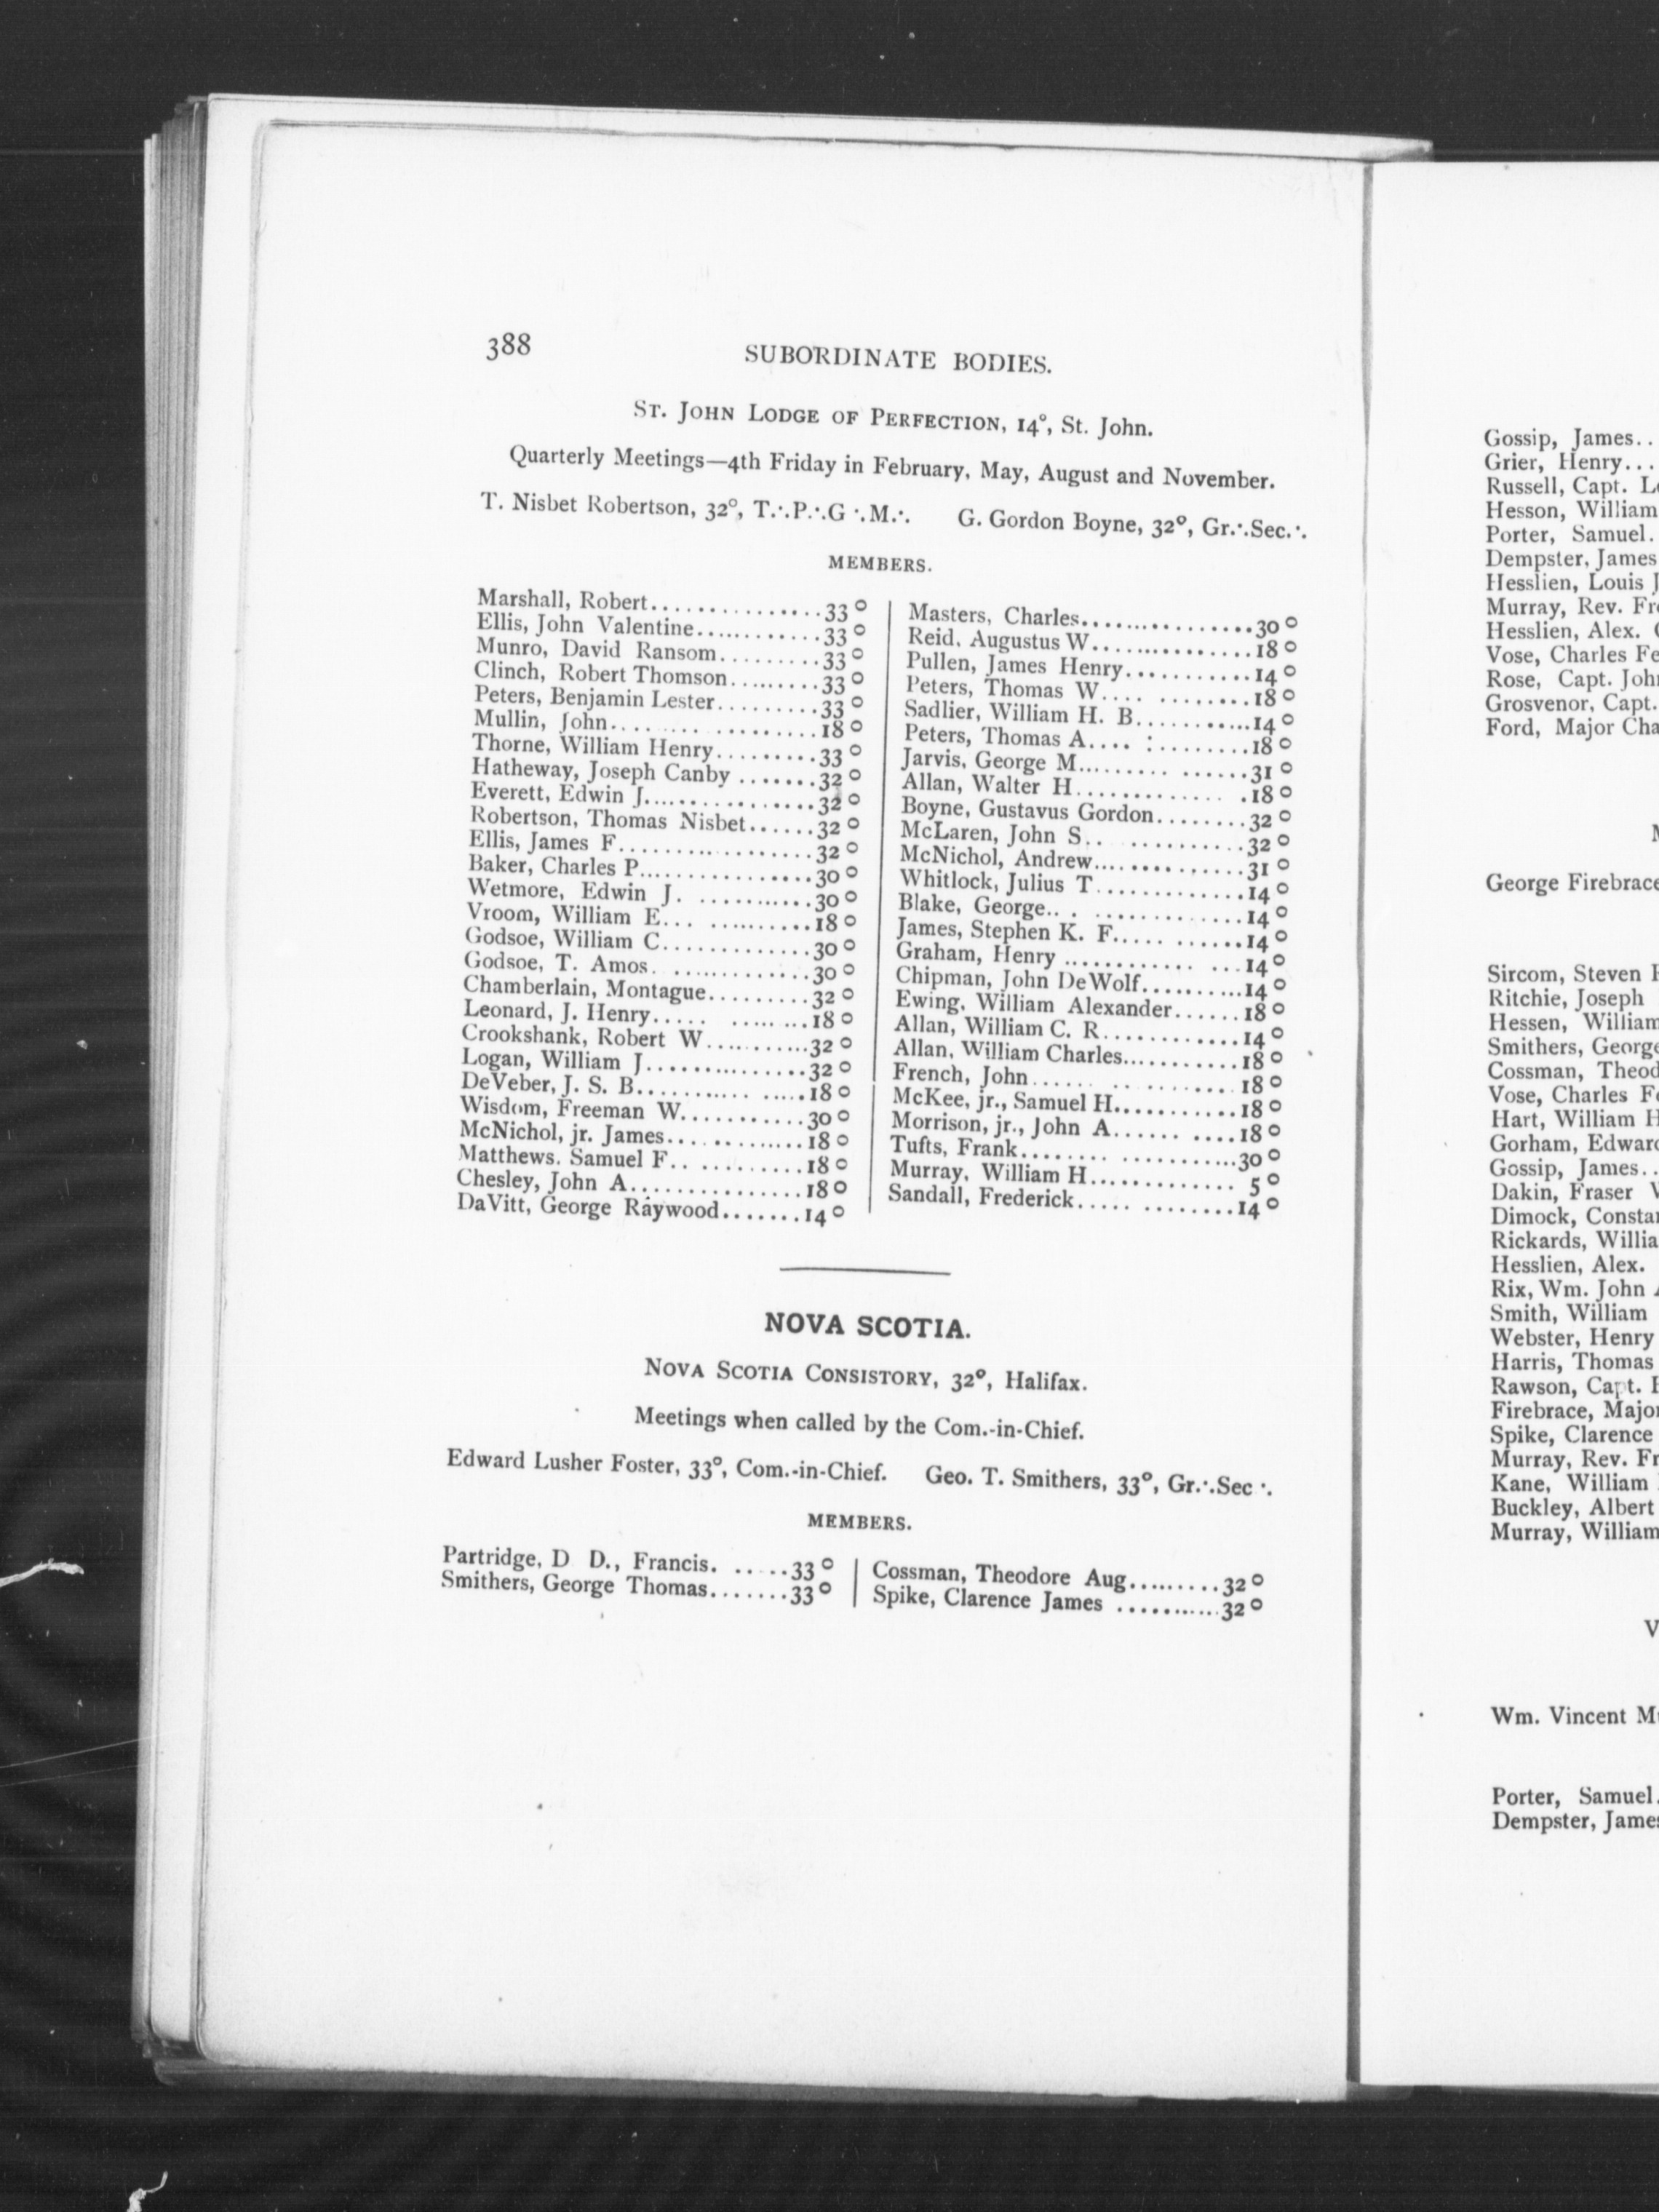 388
SUBORDINATE BODIES.
ST. JOHN LODGE OF PERFECTION, 14°, St. John.
Quarterly Meetings—4th Friday in February, May, August and November.
T. Nisbet Robertson, 32°, T.∴P.∴G ∴M.∴ G. Gordon Boyne, 32°, Gr.∴Sec.∴
MEMBERS.
Marshall, Robert...............33°
Ellis, John Valentine............33°
Munro, David Ransom.........33°
Clinch, Robert Thomson.........33°
Peters, Benjamin Lester.........33°
Mullin, John.... ..... .........18°
Thorne, William Henry.........33°
Hatheway, Joseph Canby .......32°
Everett, Edwin J................32°
Robertson, Thomas Nisbet......32°
Ellis, James F..................32°
Baker, Charles P................30°
Wetmore, Edwin J. ...........30°
Vroom, William E... ..........18°
Godsoe, William C.............30°
Godsoe, T. Amos. .............30°
Chamberlain, Montague.........32°
Leonard, J. Henry..... ........18°
Crookshank, Robert W..........32°
Logan, William J...............32°
DeVeber, J. S. B.......... .....18°
Wisdom, Freeman W...........30°
McNichol, jr. James.............18°
Matthews. Samuel F.. ..........18°
Chesley, John A...............18°
DaVitt, George Raywood.......14°
Masters, Charles................30°
Reid. Augustus W...............18°
Pullen, James Henry...........14°
Peters, Thomas W.... ........18°
Sadlier, William H. B..........14°
Peters, Thomas A.... :.........18°
Jarvis, George M......... ......31°
Allan, Walter H............. .18°
Boyne, Gustavus Gordon........32°
McLaren, John S.. ...........32°
McNichol, Andrew.............31°
Whitlock, Julius T.............14°
Blake, George.. . .............14°
James, Stephen K. F..... ......14°
Graham, Henry ............ ...14°
Chipman, John DeWolf..........14°
Ewing, William Alexander......18°
Allan, William C. R............14°
Allan, William Charles..........18°
French, John...... ...........18°
McKee, jr., Samuel H...........18°
Morrison, jr., John A...... ....18°
Tufts, Frank........ ...........30°
Murray, William H............. 5°
Sandall, Frederick..... ........14°
NOVA SCOTIA.
NOVA SCOTIA CONSISTORY, 32°, Halifax.
Meetings when called by the Com.-in-Chief.
Edward Lusher Foster, 33°, Com.-in-Chief. Geo. T. Smithers, 33°, Gr.∴Sec ∴
MEMBERS.
Partridge, D D., Francis. .....33°
Smithers, George Thomas.......33°
Cossman, Theodore Aug.........32°
Spike, Clarence James ..........32°
Gossip, James..
Grier, Henry...
Russell, Capt.
Hesson, William
Porter, Samuel.
Dempster, James
Hesslien, Louis
Murray, Rev.
Hesslien, Alex.
Vose, Charles
Rose, Capt.
Grosvenor, Capt.
Ford, Major
George Firebrace
Sircom, Steven
Ritchie, Joseph
Hessen, William
Smithers, George
Cossman,
Vose, Charles
Hart, William
Gorham,
Gossip, James..
Dakin, Fraser
Dimock,
Rickards,
Hesslien, Alex.
Rix, Wm. John
Smith, William
Webster, Henry
Harris, Thomas
Rawson, Capt.
Firebrace, Major
Spike, Clarence
Murray, Rev.
Kane, William
Buckley, Albert
Murray, William
Wm. Vincent
Porter, Samuel.
Dempster,